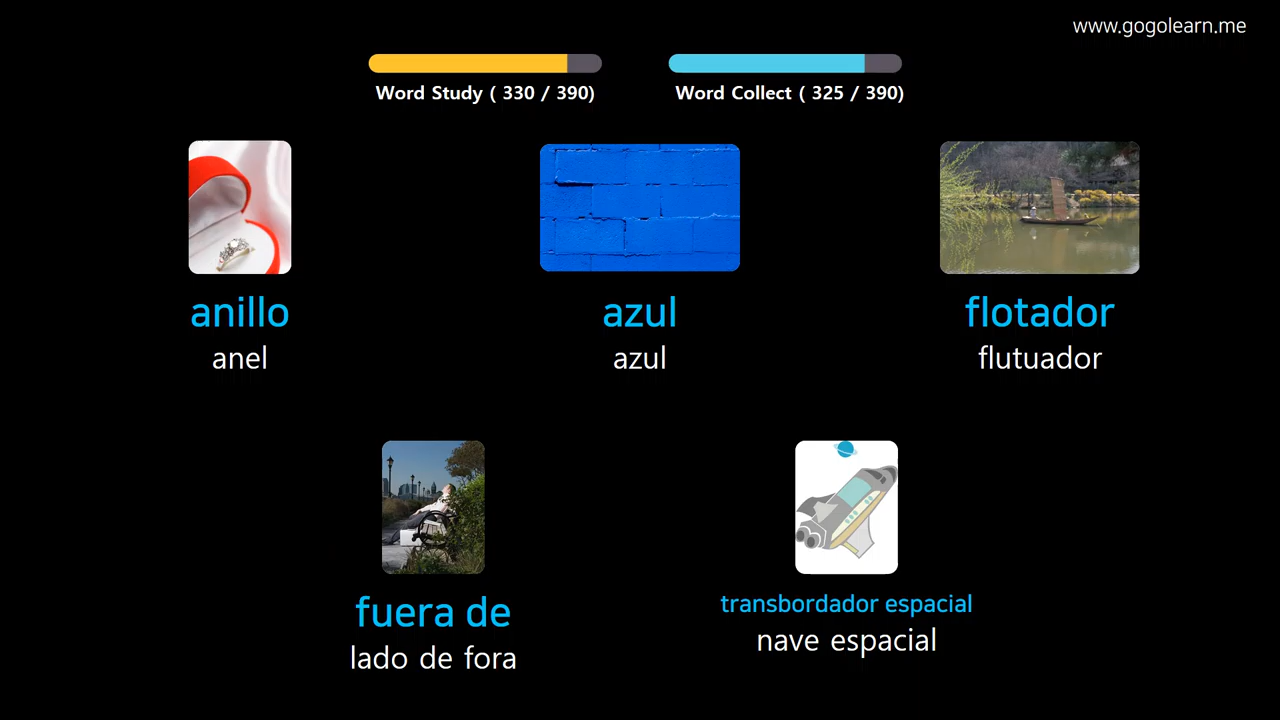 www.gogolearn.me
Word Study ( 330 / 390)
Word Collect ( 325 / 390)
anillo
anel
azul
azul
flotador
flutuador
fuera de
lado de fora
transbordador espacial
nave espacial